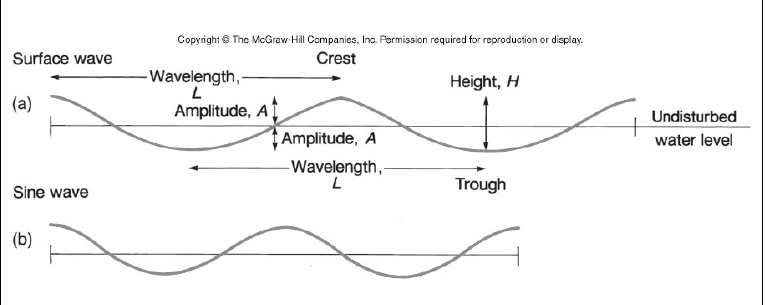 Copyright © The McGraw-Hill Companies, Inc. Permission required for reproduction or display.
Surface wave
Crest
Wavelength,
L
Height, H
(a)
Amplitude, A
Undisturbed
water level
Amplitude, A
Wavelength,
L
Trough
Sine wave
(b)